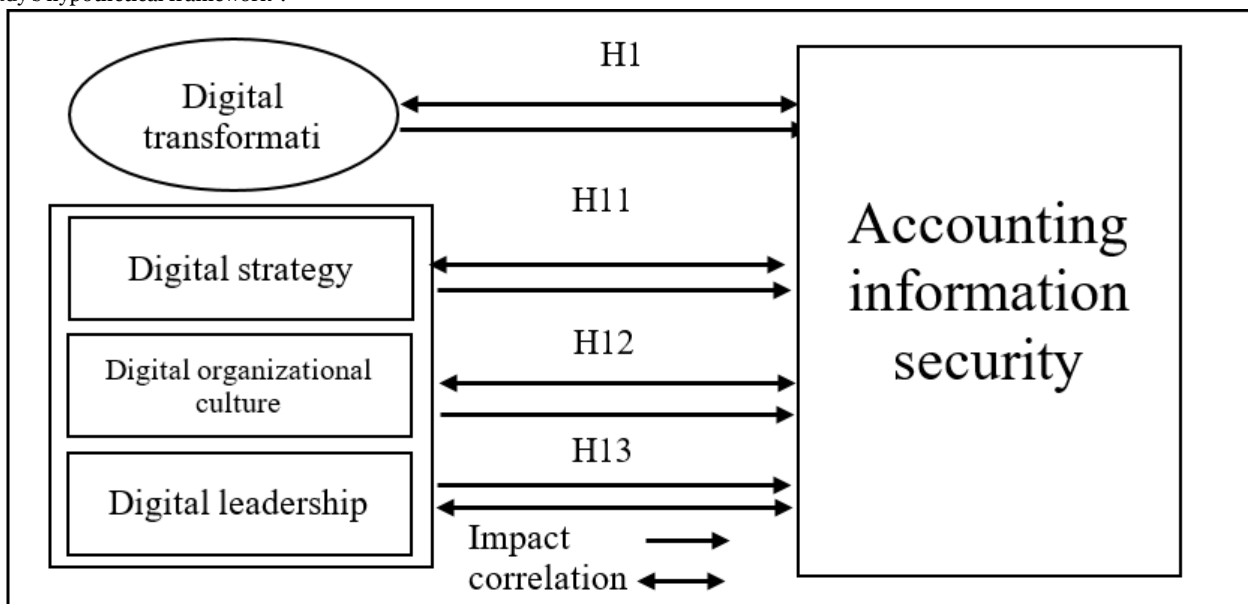 H1
Digital
transformati
H11
Digital strategy
Accounting
information
security
H12
Digital organizational
culture
H13
Digital leadership
Impact
correlation